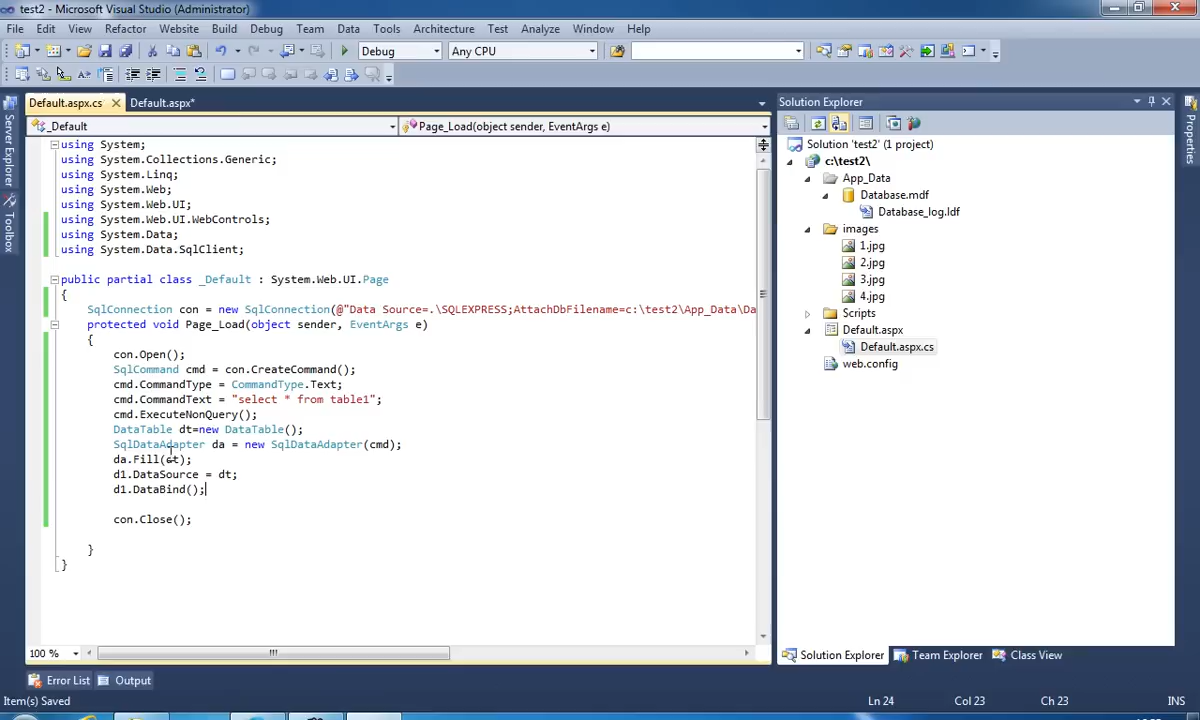 test2 - Microsoft Visual Studio (Administrator)
File Edit View Refactor Website Build Debug Team Data Tools Architecture Test Analyze Window Help
Debug Any CPU
Default.aspx.cs Default.aspx*
_Default Page_Load(object sender, EventArgs e)
using System;
using System.Collections.Generic;
using System.Linq;
using System.Web;
using System.Web.UI;
using System.Web.UI.WebControls;
using System.Data;
using System.Data.SqlClient;
public partial class _Default : System.Web.UI.Page
{
SqlConnection con = new SqlConnection(@"Data Source=.\SQLEXPRESS;AttachDbFilename=c:\test2\App_Data\Da
protected void Page_Load(object sender, EventArgs e)
{
con.Open();
SqlCommand cmd = con.CreateCommand();
cmd.CommandType = CommandType.Text;
cmd.CommandText = "select * from table1";
cmd.ExecuteNonQuery();
DataTable dt=new DataTable();
SqlDataAdapter da = new SqlDataAdapter(cmd);
da.Fill(dt);
d1.DataSource = dt;
d1.DataBind();
con.Close();
}
}
100 %
Error List Output
Item(s) Saved
Ln 24 Col 23 Ch 23 INS
Server Explorer
Toolbox
Solution Explorer
Solution 'test2' (1 project)
c:\test2\
App_Data
Database.mdf
Database_log.ldf
images
1.jpg
2.jpg
3.jpg
4.jpg
Scripts
Default.aspx
Default.aspx.cs
web.config
Solution Explorer Team Explorer Class View
Properties